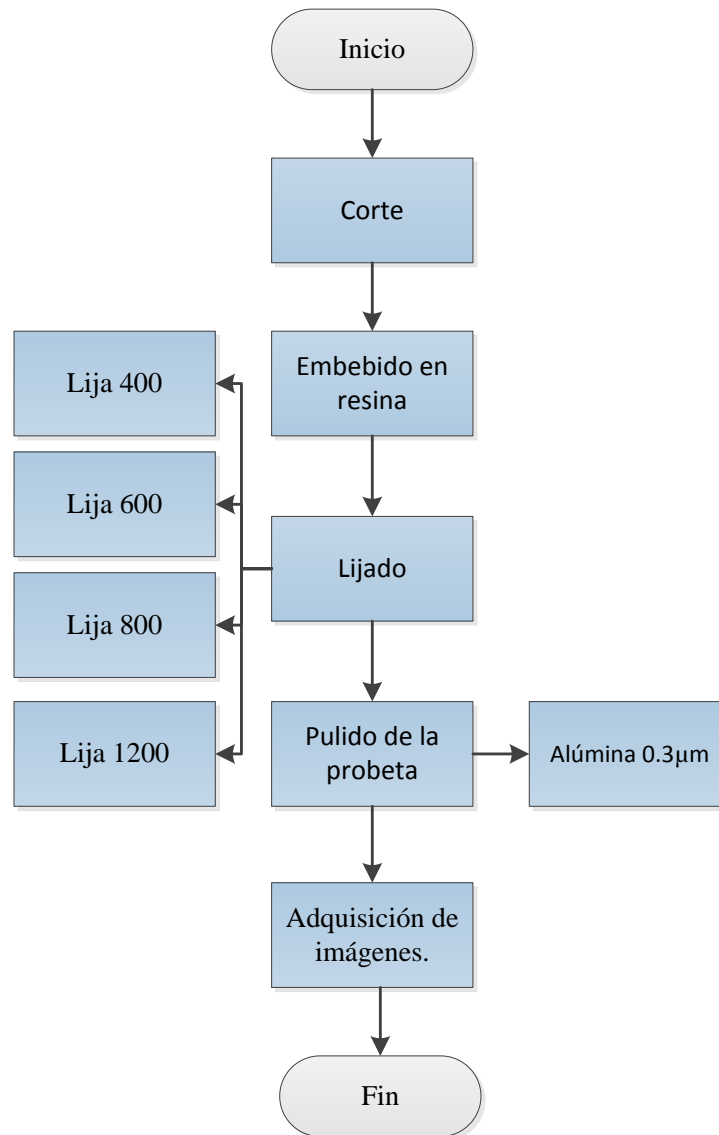 Inicio
Corte
Embebido en
resina
Lija 400
Lija 600
Lijado
Lija 800
Lija 1200
Pulido de la
probeta
Alúmina 0.3µm
Adquisición de
imágenes.
Fin